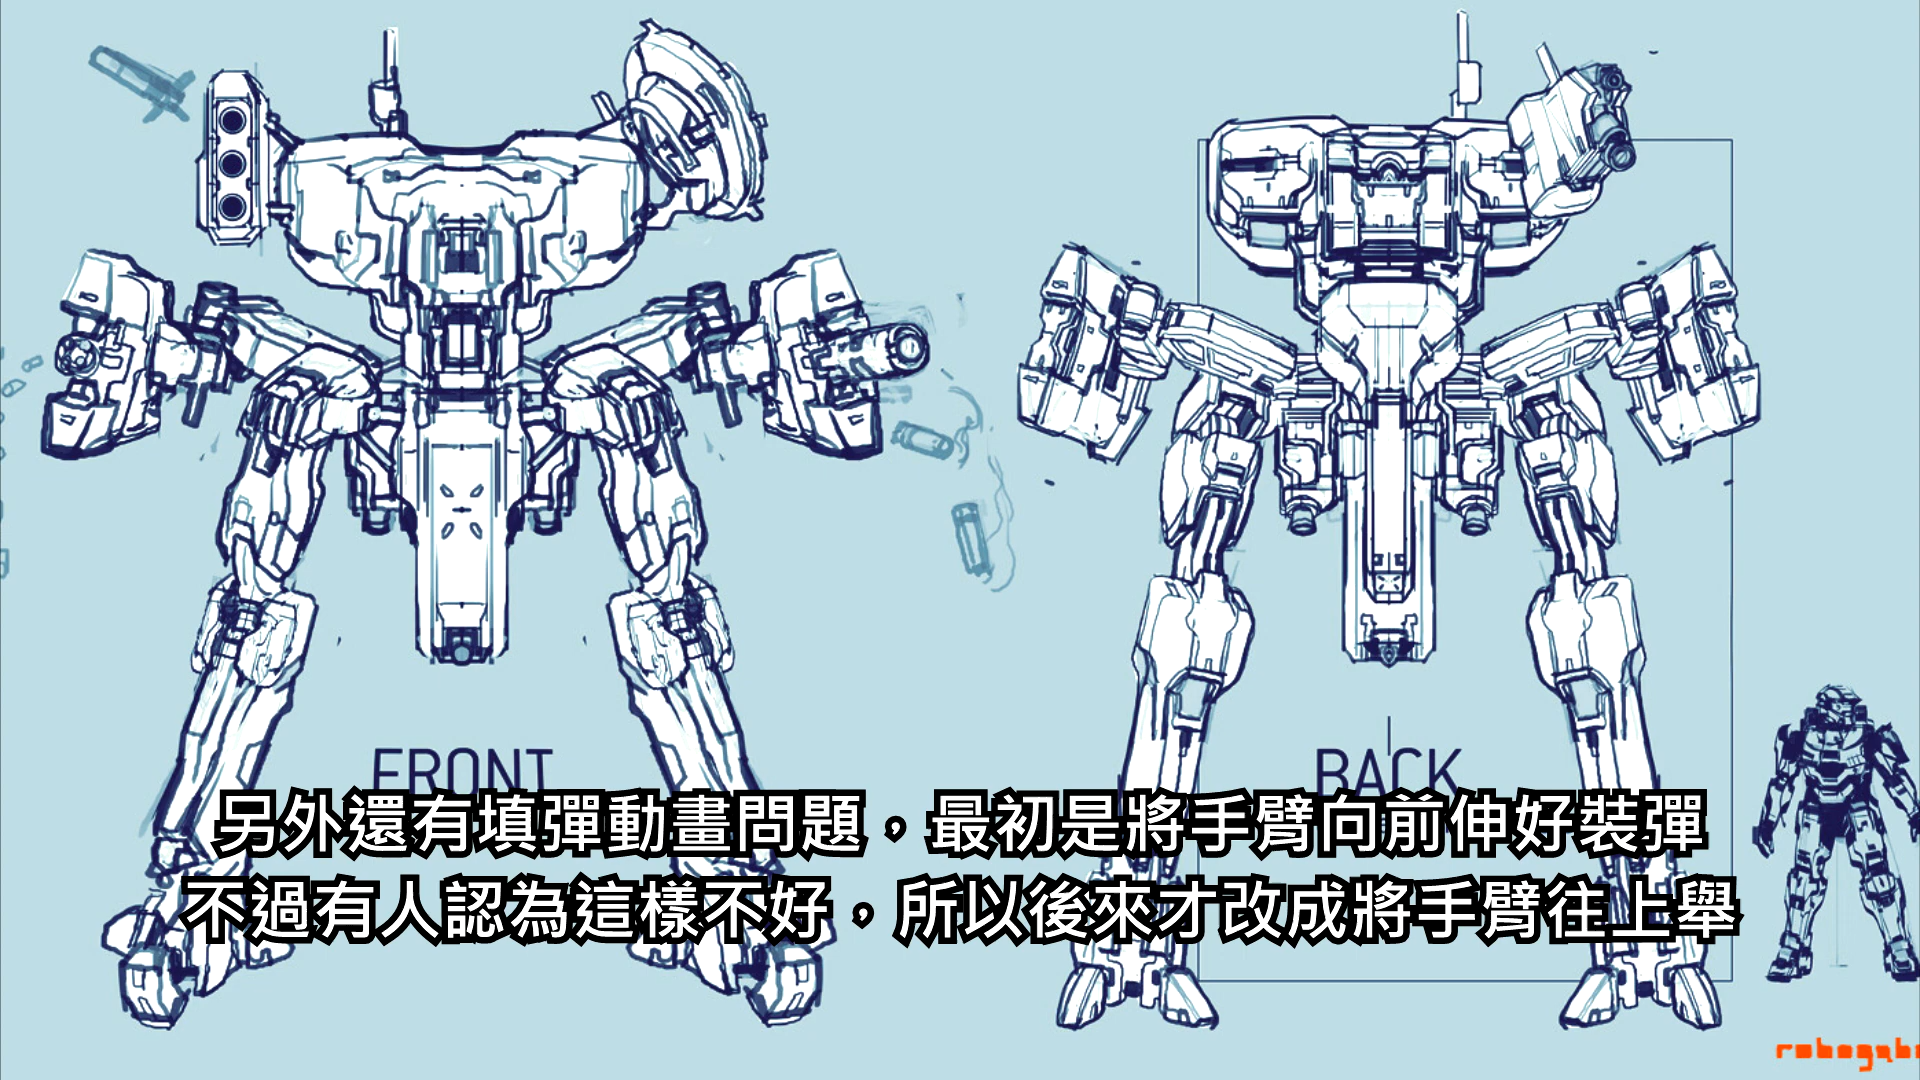 FRONT
BACK
另外還有填彈動畫問題，最初是將手臂向前伸好裝彈
不過有人認為這樣不好，所以後來才改成將手臂往上舉